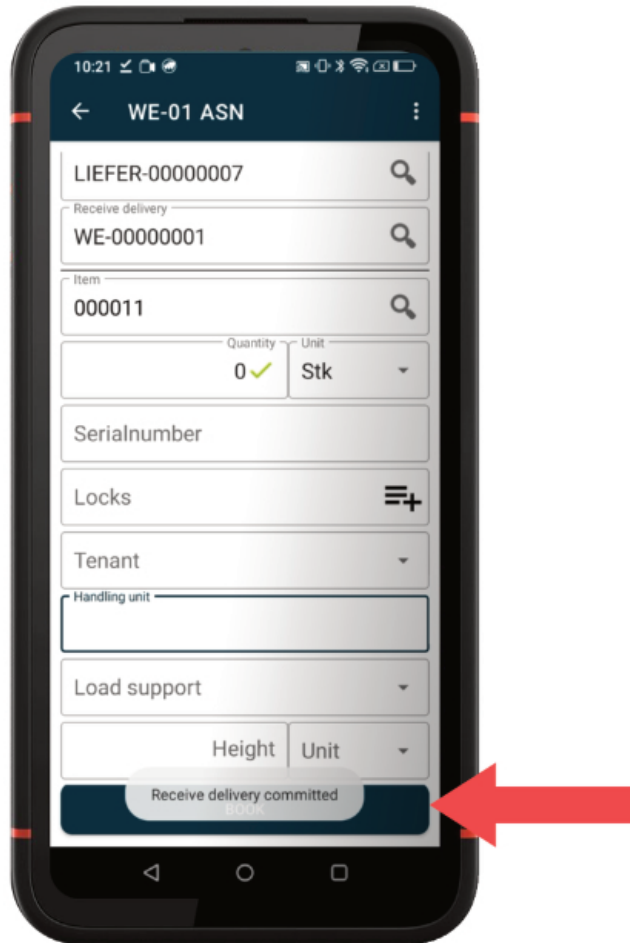 10:21
WE-01 ASN
LIEFER-00000007
Receive delivery
WE-00000001
Item
000011
Quantity Unit
0 Stk
Serialnumber
Locks
Tenant
Handling unit
Load support
Height Unit
Receive delivery committed
BOOK